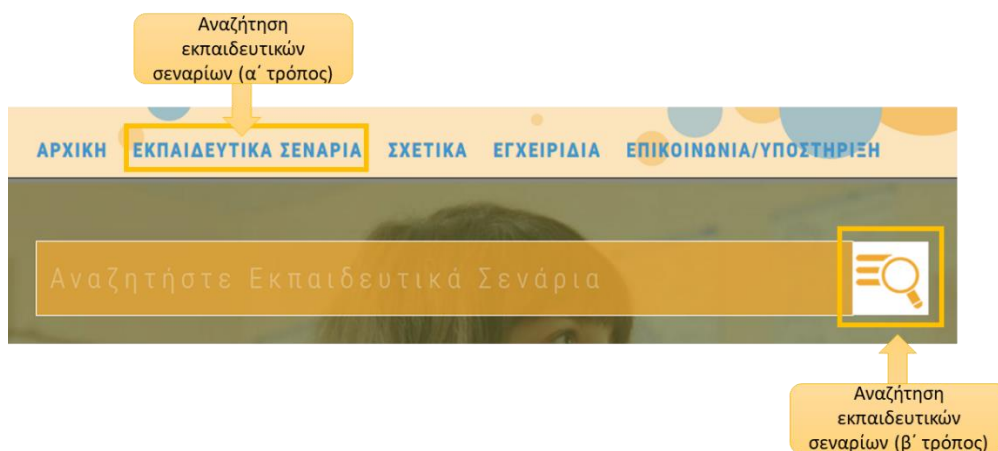 Αναζήτηση
εκπαιδευτικών
σεναρίων (α΄ τρόπος)
ΑΡΧΙΚΗ ΕΚΠΑΙΔΕΥΤΙΚΑ ΣΕΝΑΡΙΑ ΣΧΕΤΙΚΑ ΕΓΧΕΙΡΙΔΙΑ ΕΠΙΚΟΙΝΩΝΙΑ/ΥΠΟΣΤΗΡΙΞΗ
Αναζητήστε Εκπαιδευτικά Σενάρια
Αναζήτηση
εκπαιδευτικών
σεναρίων (β΄ τρόπος)